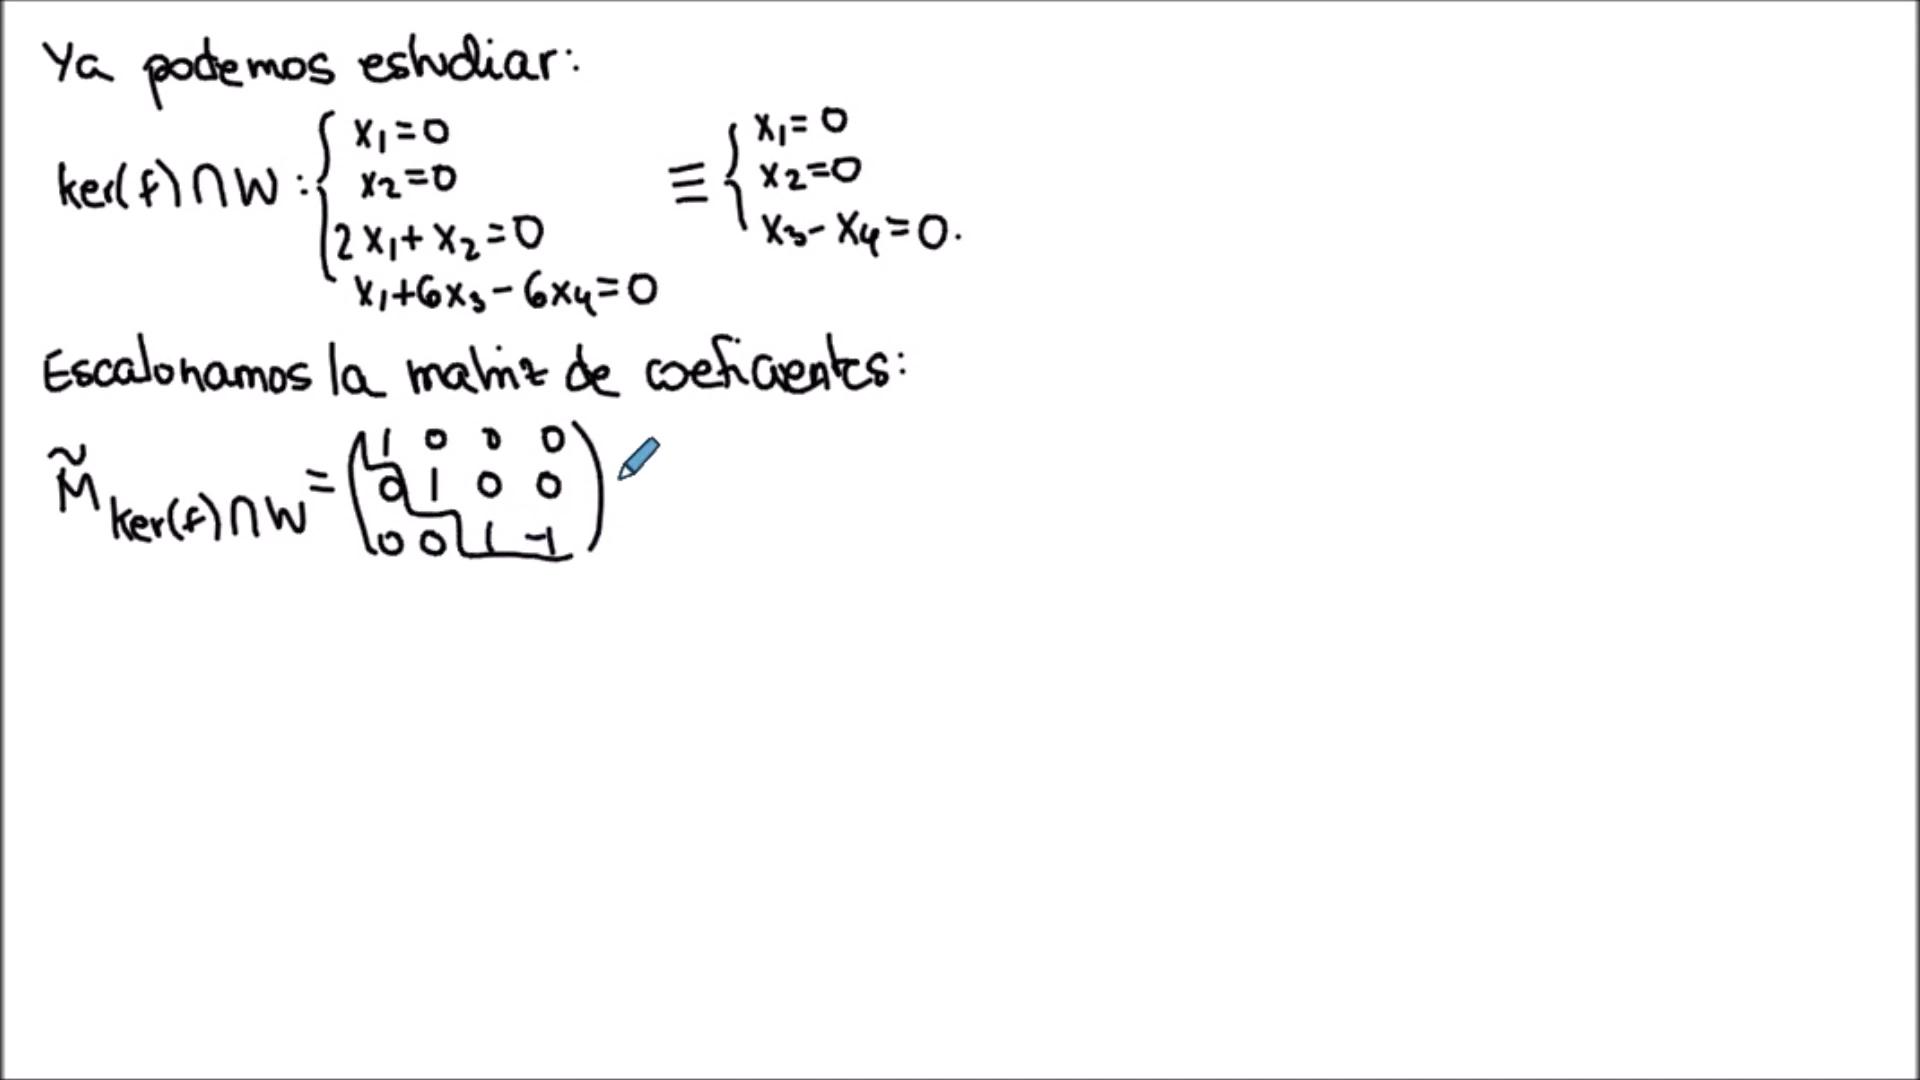 Ya podemos estudiar:
ker(f)∩W: { x₁=0 ≡ { x₁=0
x₂=0 x₂=0
2x₁+x₂=0 x₃-x₄=0.
x₁+6x₃-6x₄=0
Escalonamos la matriz de coeficientes:
M̃ ker(f)∩W = ( 1 0 0 0
0 1 0 0
0 0 1 -1 )